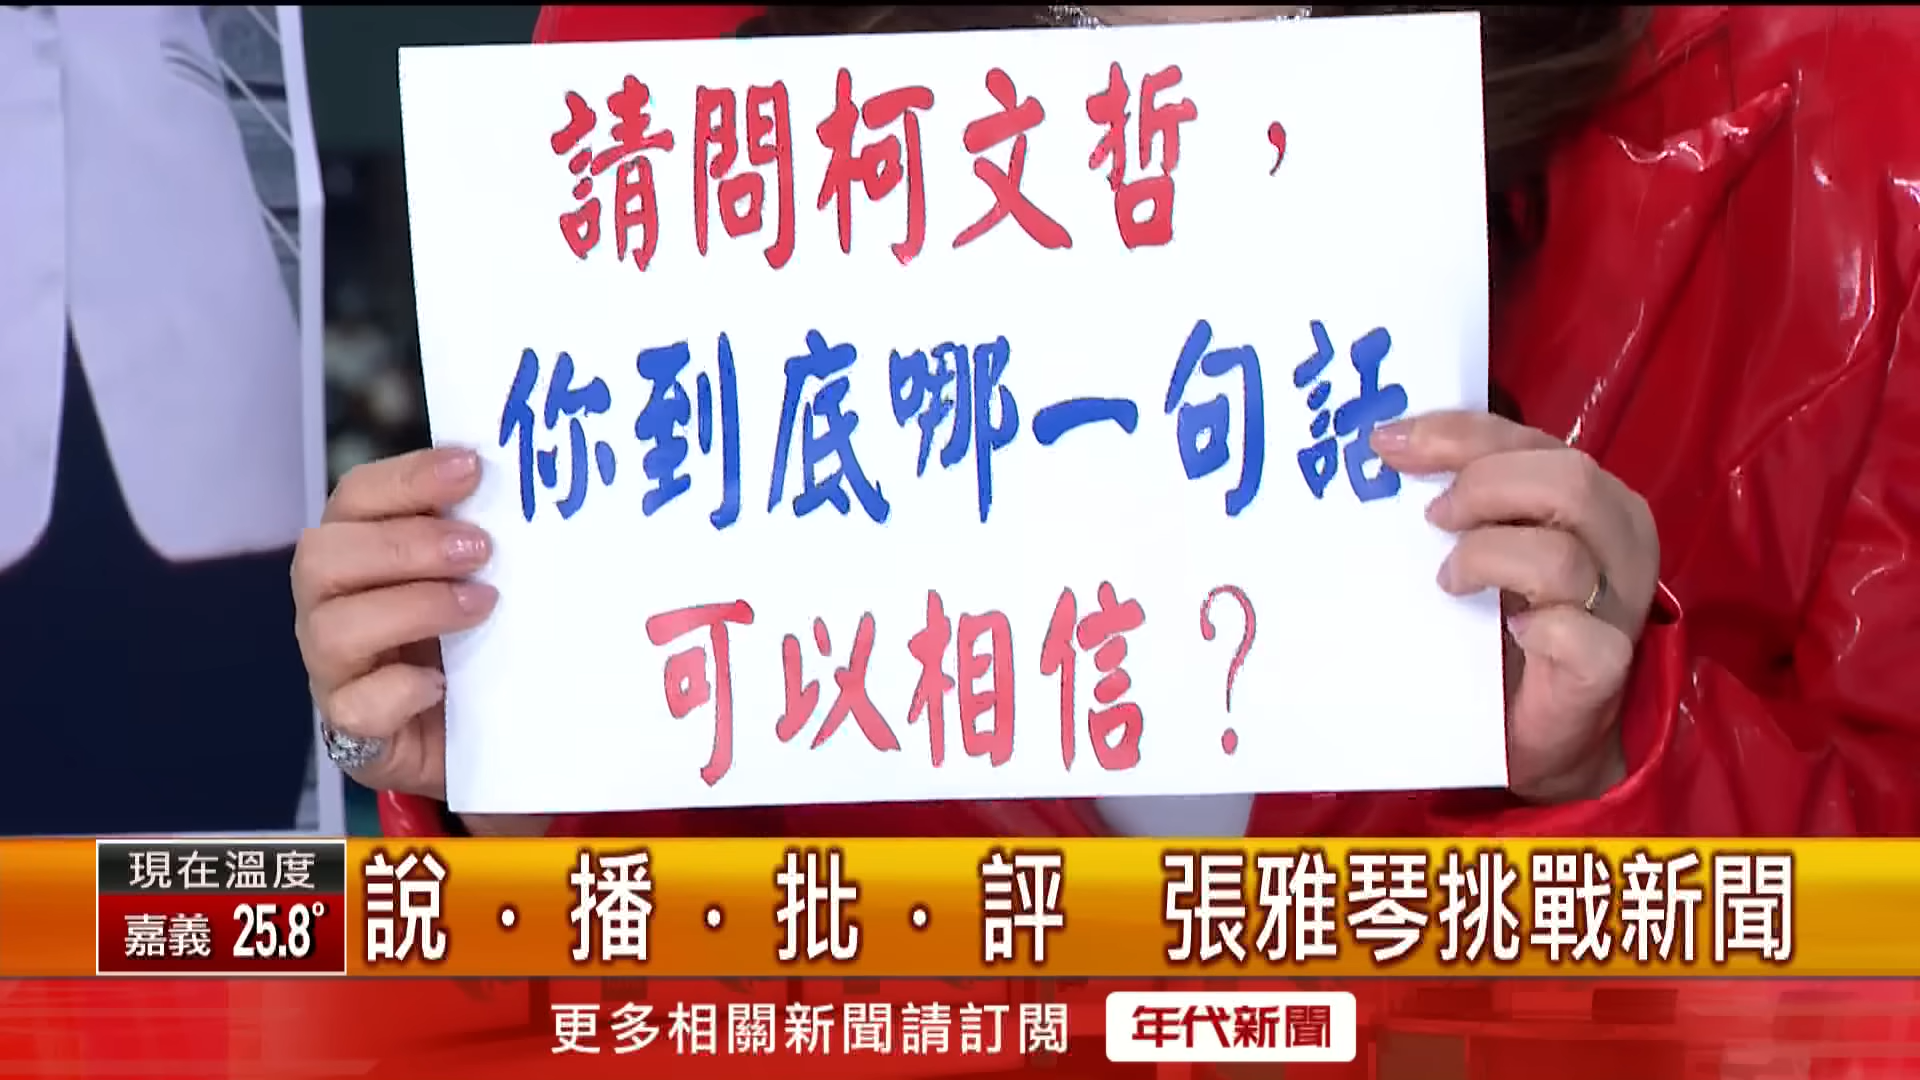 請問柯文哲，
你到底哪一句話
可以相信？
現在溫度
嘉義 25.8°
說・播・批・評 張雅琴挑戰新聞
更多相關新聞請訂閱 年代新聞